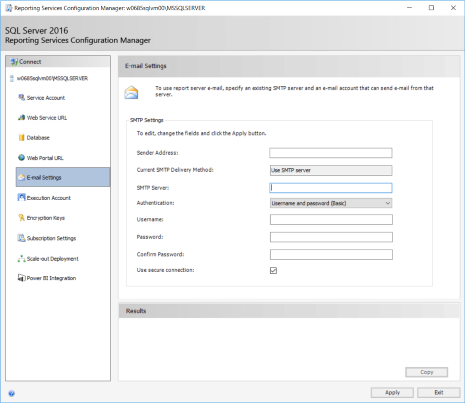 Reporting Services Configuration Manager: w0685sqlvm00\MSSQLSERVER
SQL Server 2016
Reporting Services Configuration Manager
Connect
w0685sqlvm00\MSSQLSERVER
Service Account
Web Service URL
Database
Web Portal URL
E-mail Settings
Execution Account
Encryption Keys
Subscription Settings
Scale-out Deployment
Power BI Integration
E-mail Settings
To use report server e-mail, specify an existing SMTP server and an e-mail account that can send e-mail from that
server.
SMTP Settings
To edit, change the fields and click the Apply button.
Sender Address:
Current SMTP Delivery Method: Use SMTP server
SMTP Server:
Authentication: Username and password (Basic)
Username:
Password:
Confirm Password:
Use secure connection:
Results
Copy
Apply Exit